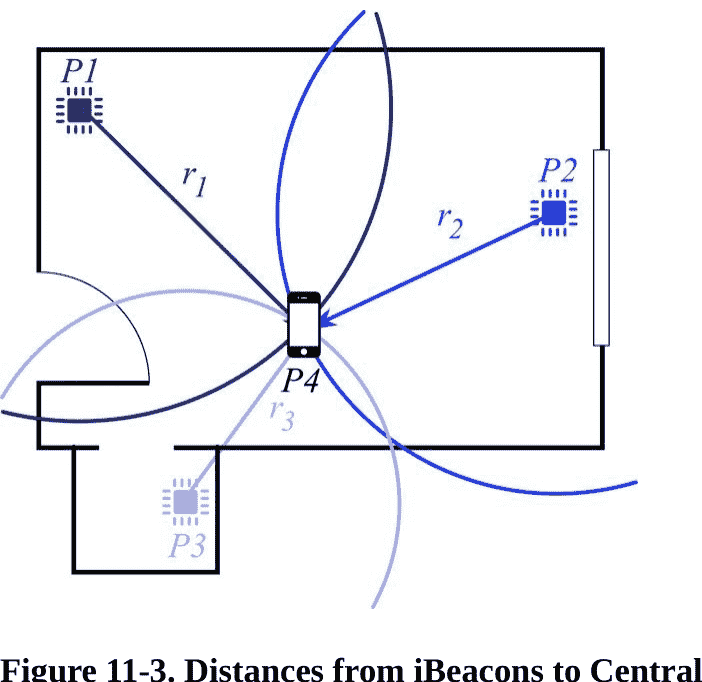 P1
r1
P2
r2
P4
r3
P3
Figure 11-3. Distances from iBeacons to Central